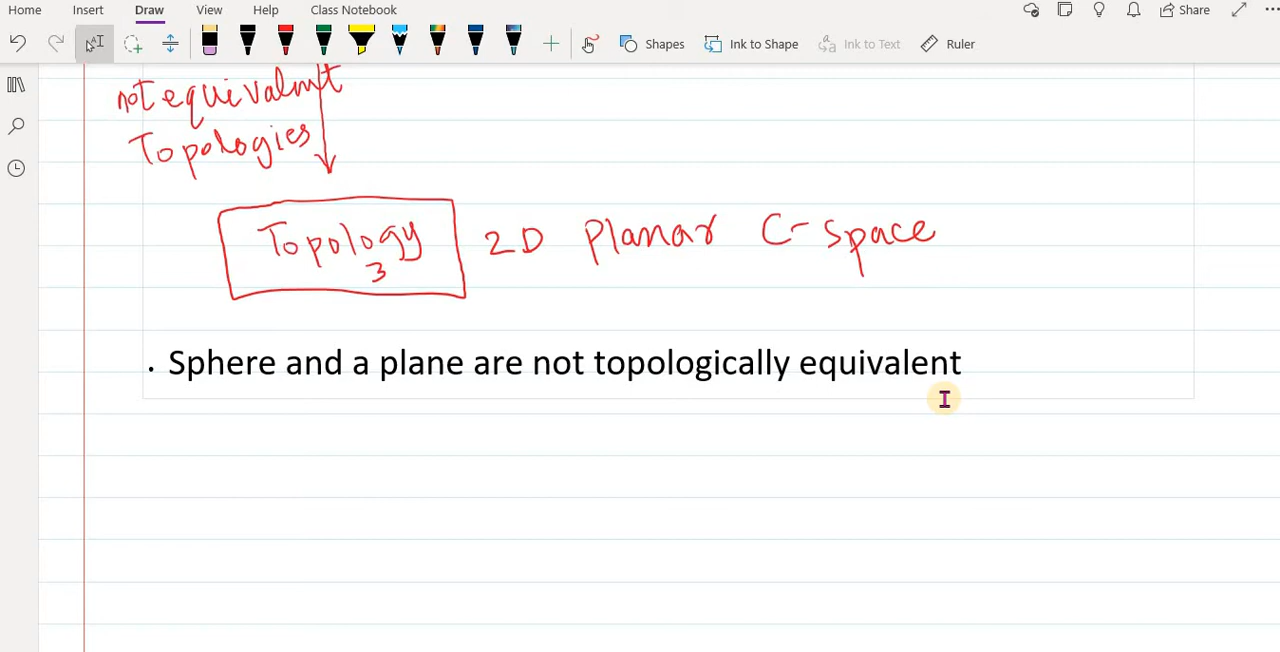 Home Insert Draw View Help Class Notebook Share
Shapes Ink to Shape Ink to Text Ruler
not equivalent
Topologies
Topology 2D Planar C-space
3
. Sphere and a plane are not topologically equivalent